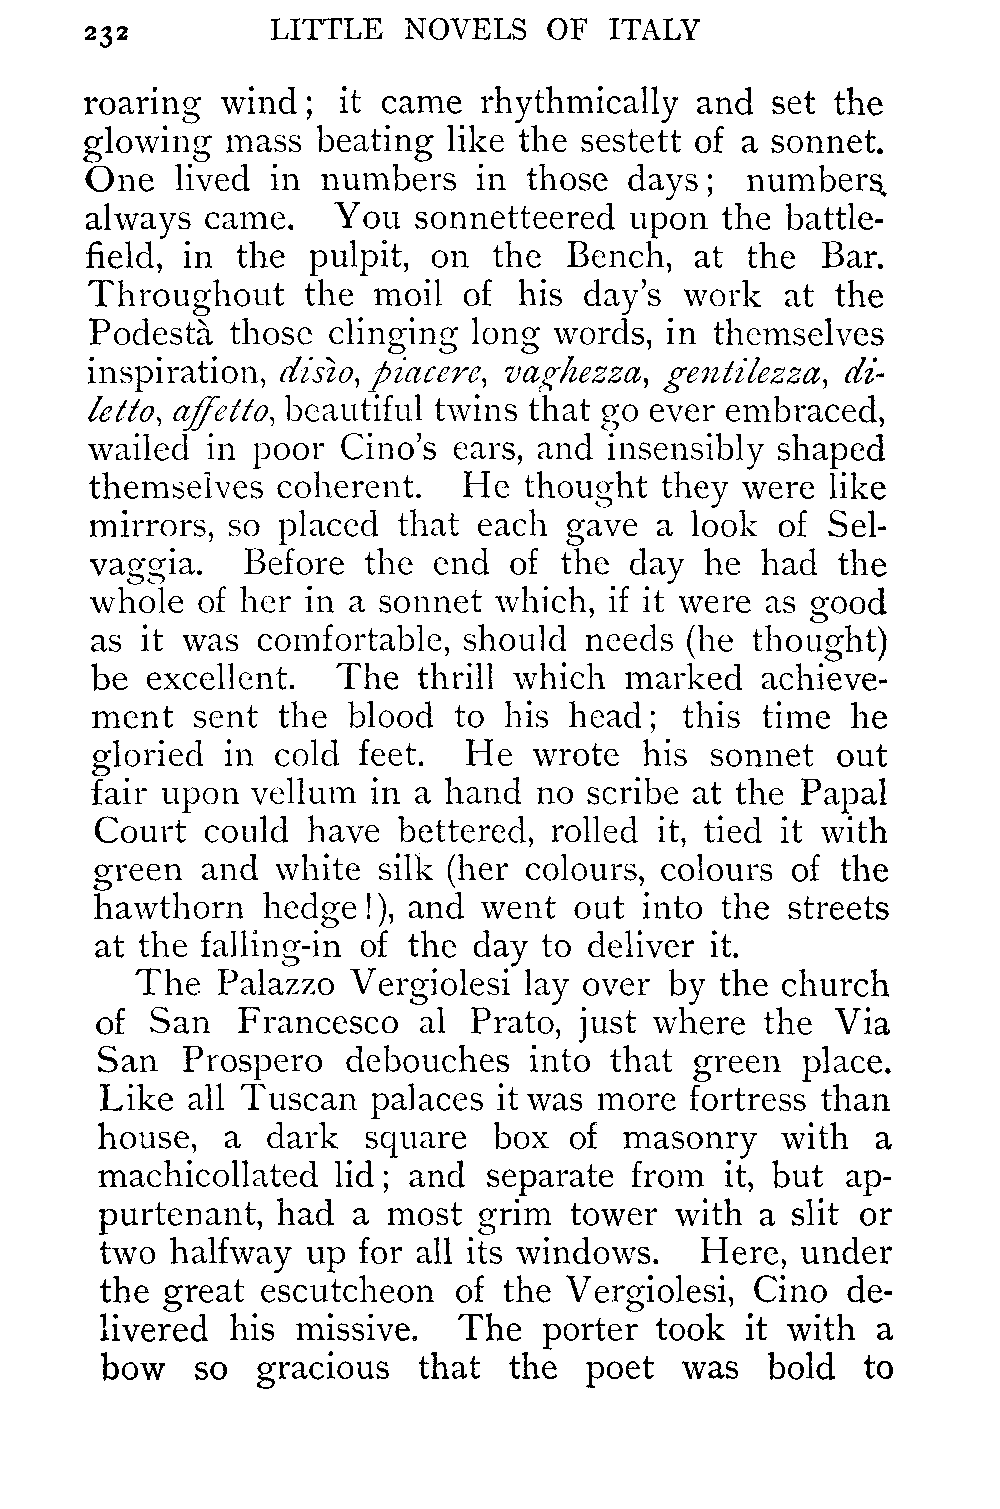 232 LITTLE NOVELS OF ITALY
roaring wind; it came rhythmically and set the
glowing mass beating like the sestett of a sonnet.
One lived in numbers in those days; numbers
always came. You sonnetteered upon the battle-
field, in the pulpit, on the Bench, at the Bar.
Throughout the moil of his day's work at the
Podestà those clinging long words, in themselves
inspiration, disìo, piacere, vaghezza, gentilezza, di-
letto, affetto, beautiful twins that go ever embraced,
wailed in poor Cino's ears, and insensibly shaped
themselves coherent. He thought they were like
mirrors, so placed that each gave a look of Sel-
vaggia. Before the end of the day he had the
whole of her in a sonnet which, if it were as good
as it was comfortable, should needs (he thought)
be excellent. The thrill which marked achieve-
ment sent the blood to his head; this time he
gloried in cold feet. He wrote his sonnet out
fair upon vellum in a hand no scribe at the Papal
Court could have bettered, rolled it, tied it with
green and white silk (her colours, colours of the
hawthorn hedge!), and went out into the streets
at the falling-in of the day to deliver it.
The Palazzo Vergiolesi lay over by the church
of San Francesco al Prato, just where the Via
San Prospero debouches into that green place.
Like all Tuscan palaces it was more fortress than
house, a dark square box of masonry with a
machicollated lid; and separate from it, but ap-
purtenant, had a most grim tower with a slit or
two halfway up for all its windows. Here, under
the great escutcheon of the Vergiolesi, Cino de-
livered his missive. The porter took it with a
bow so gracious that the poet was bold to